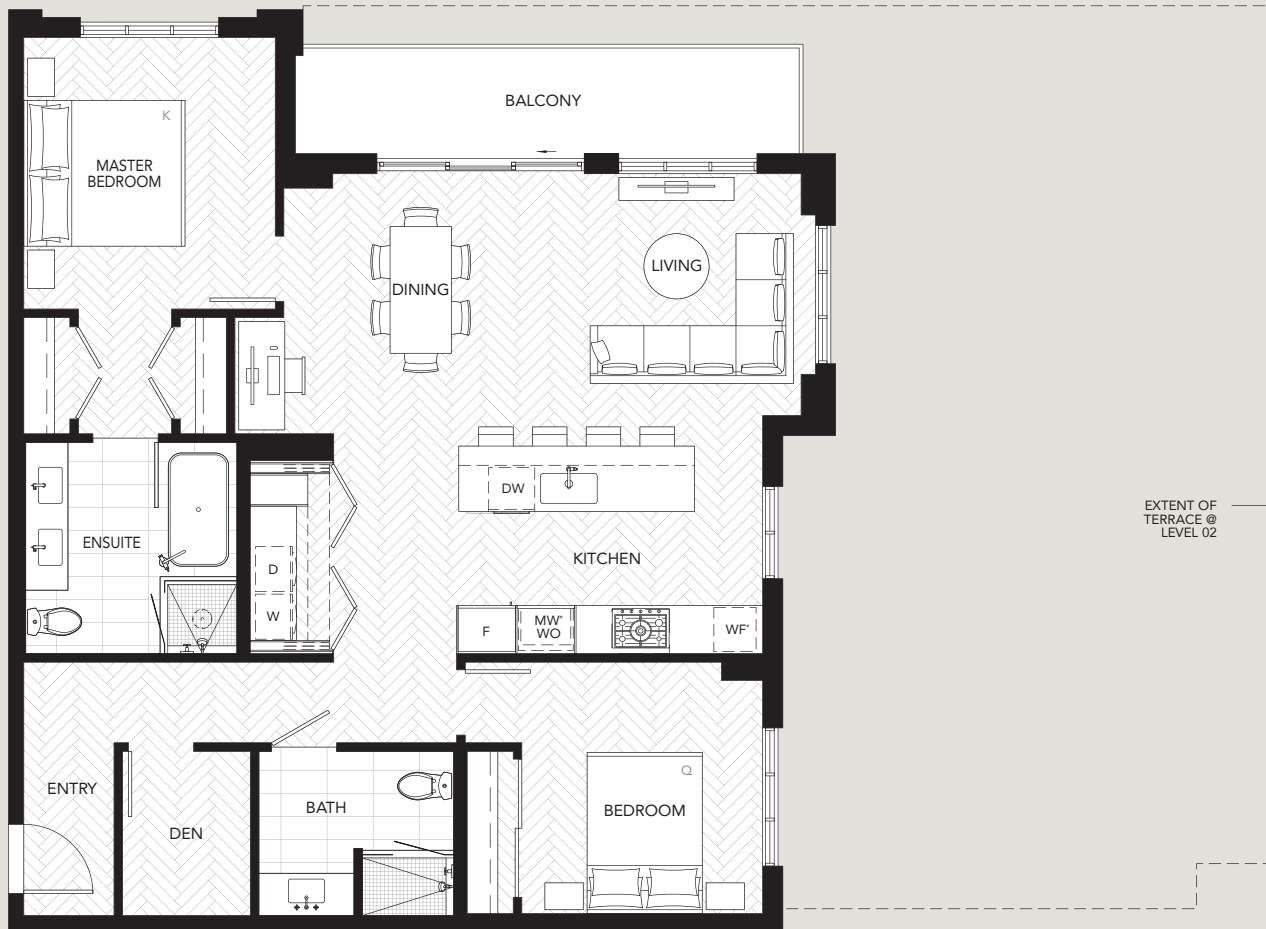 BALCONY
K
MASTER
BEDROOM
LIVING
DINING
DW
EXTENT OF
TERRACE @
LEVEL 02
ENSUITE
KITCHEN
D
W
F
MW*
WO
WF*
Q
ENTRY
BATH
BEDROOM
DEN